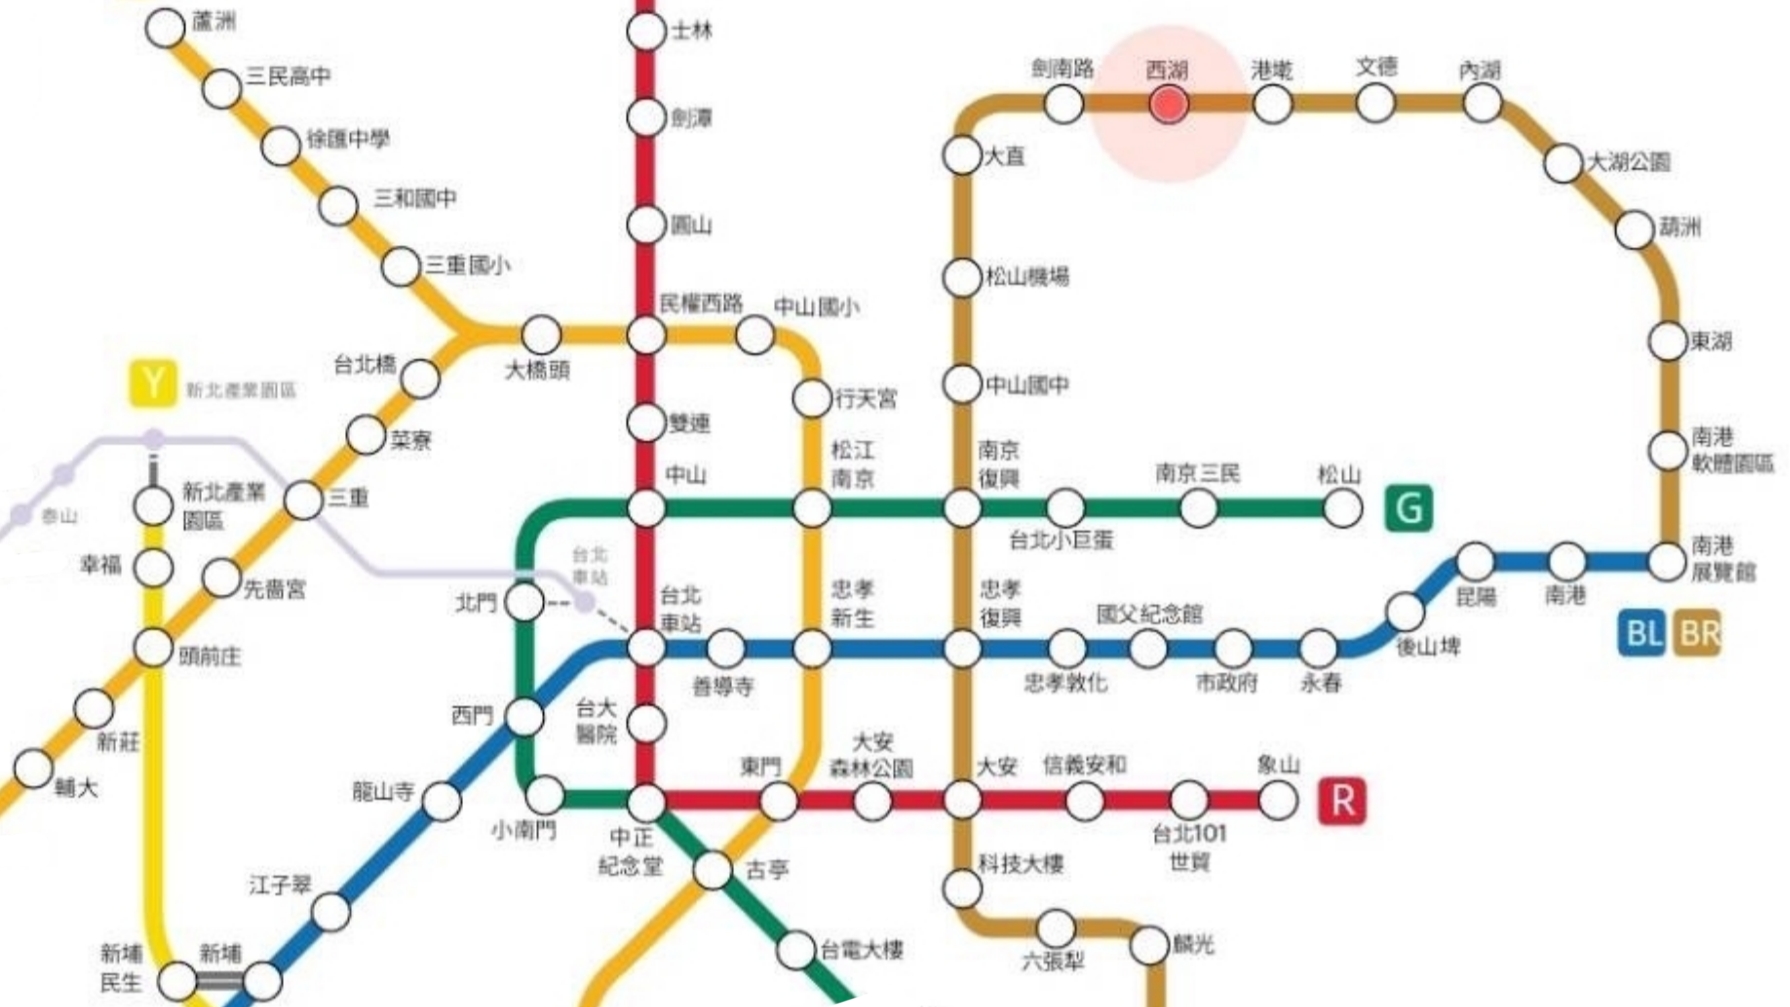 蘆洲
三民高中
徐匯中學
三和國中
三重國小
士林
劍潭
圓山
民權西路
中山國小
大橋頭
台北橋
菜寮
三重
先嗇宮
頭前庄
新莊
輔大
Y
新北產業園區
泰山
新北產業
園區
幸福
雙連
中山
行天宮
松江
南京
劍南路
西湖
港墘
文德
內湖
大直
大湖公園
葫洲
松山機場
東湖
中山國中
南港
軟體園區
南京
復興
台北小巨蛋
南京三民
松山
G
南港
展覽館
BL
BR
台北
車站
北門
台北
車站
善導寺
忠孝
新生
忠孝
復興
忠孝敦化
國父紀念館
市政府
永春
後山埤
昆陽
南港
西門
台大
醫院
龍山寺
小南門
中正
紀念堂
東門
大安
森林公園
大安
信義安和
台北101
世貿
象山
R
江子翠
古亭
科技大樓
新埔
民生
新埔
台電大樓
六張犁
麟光